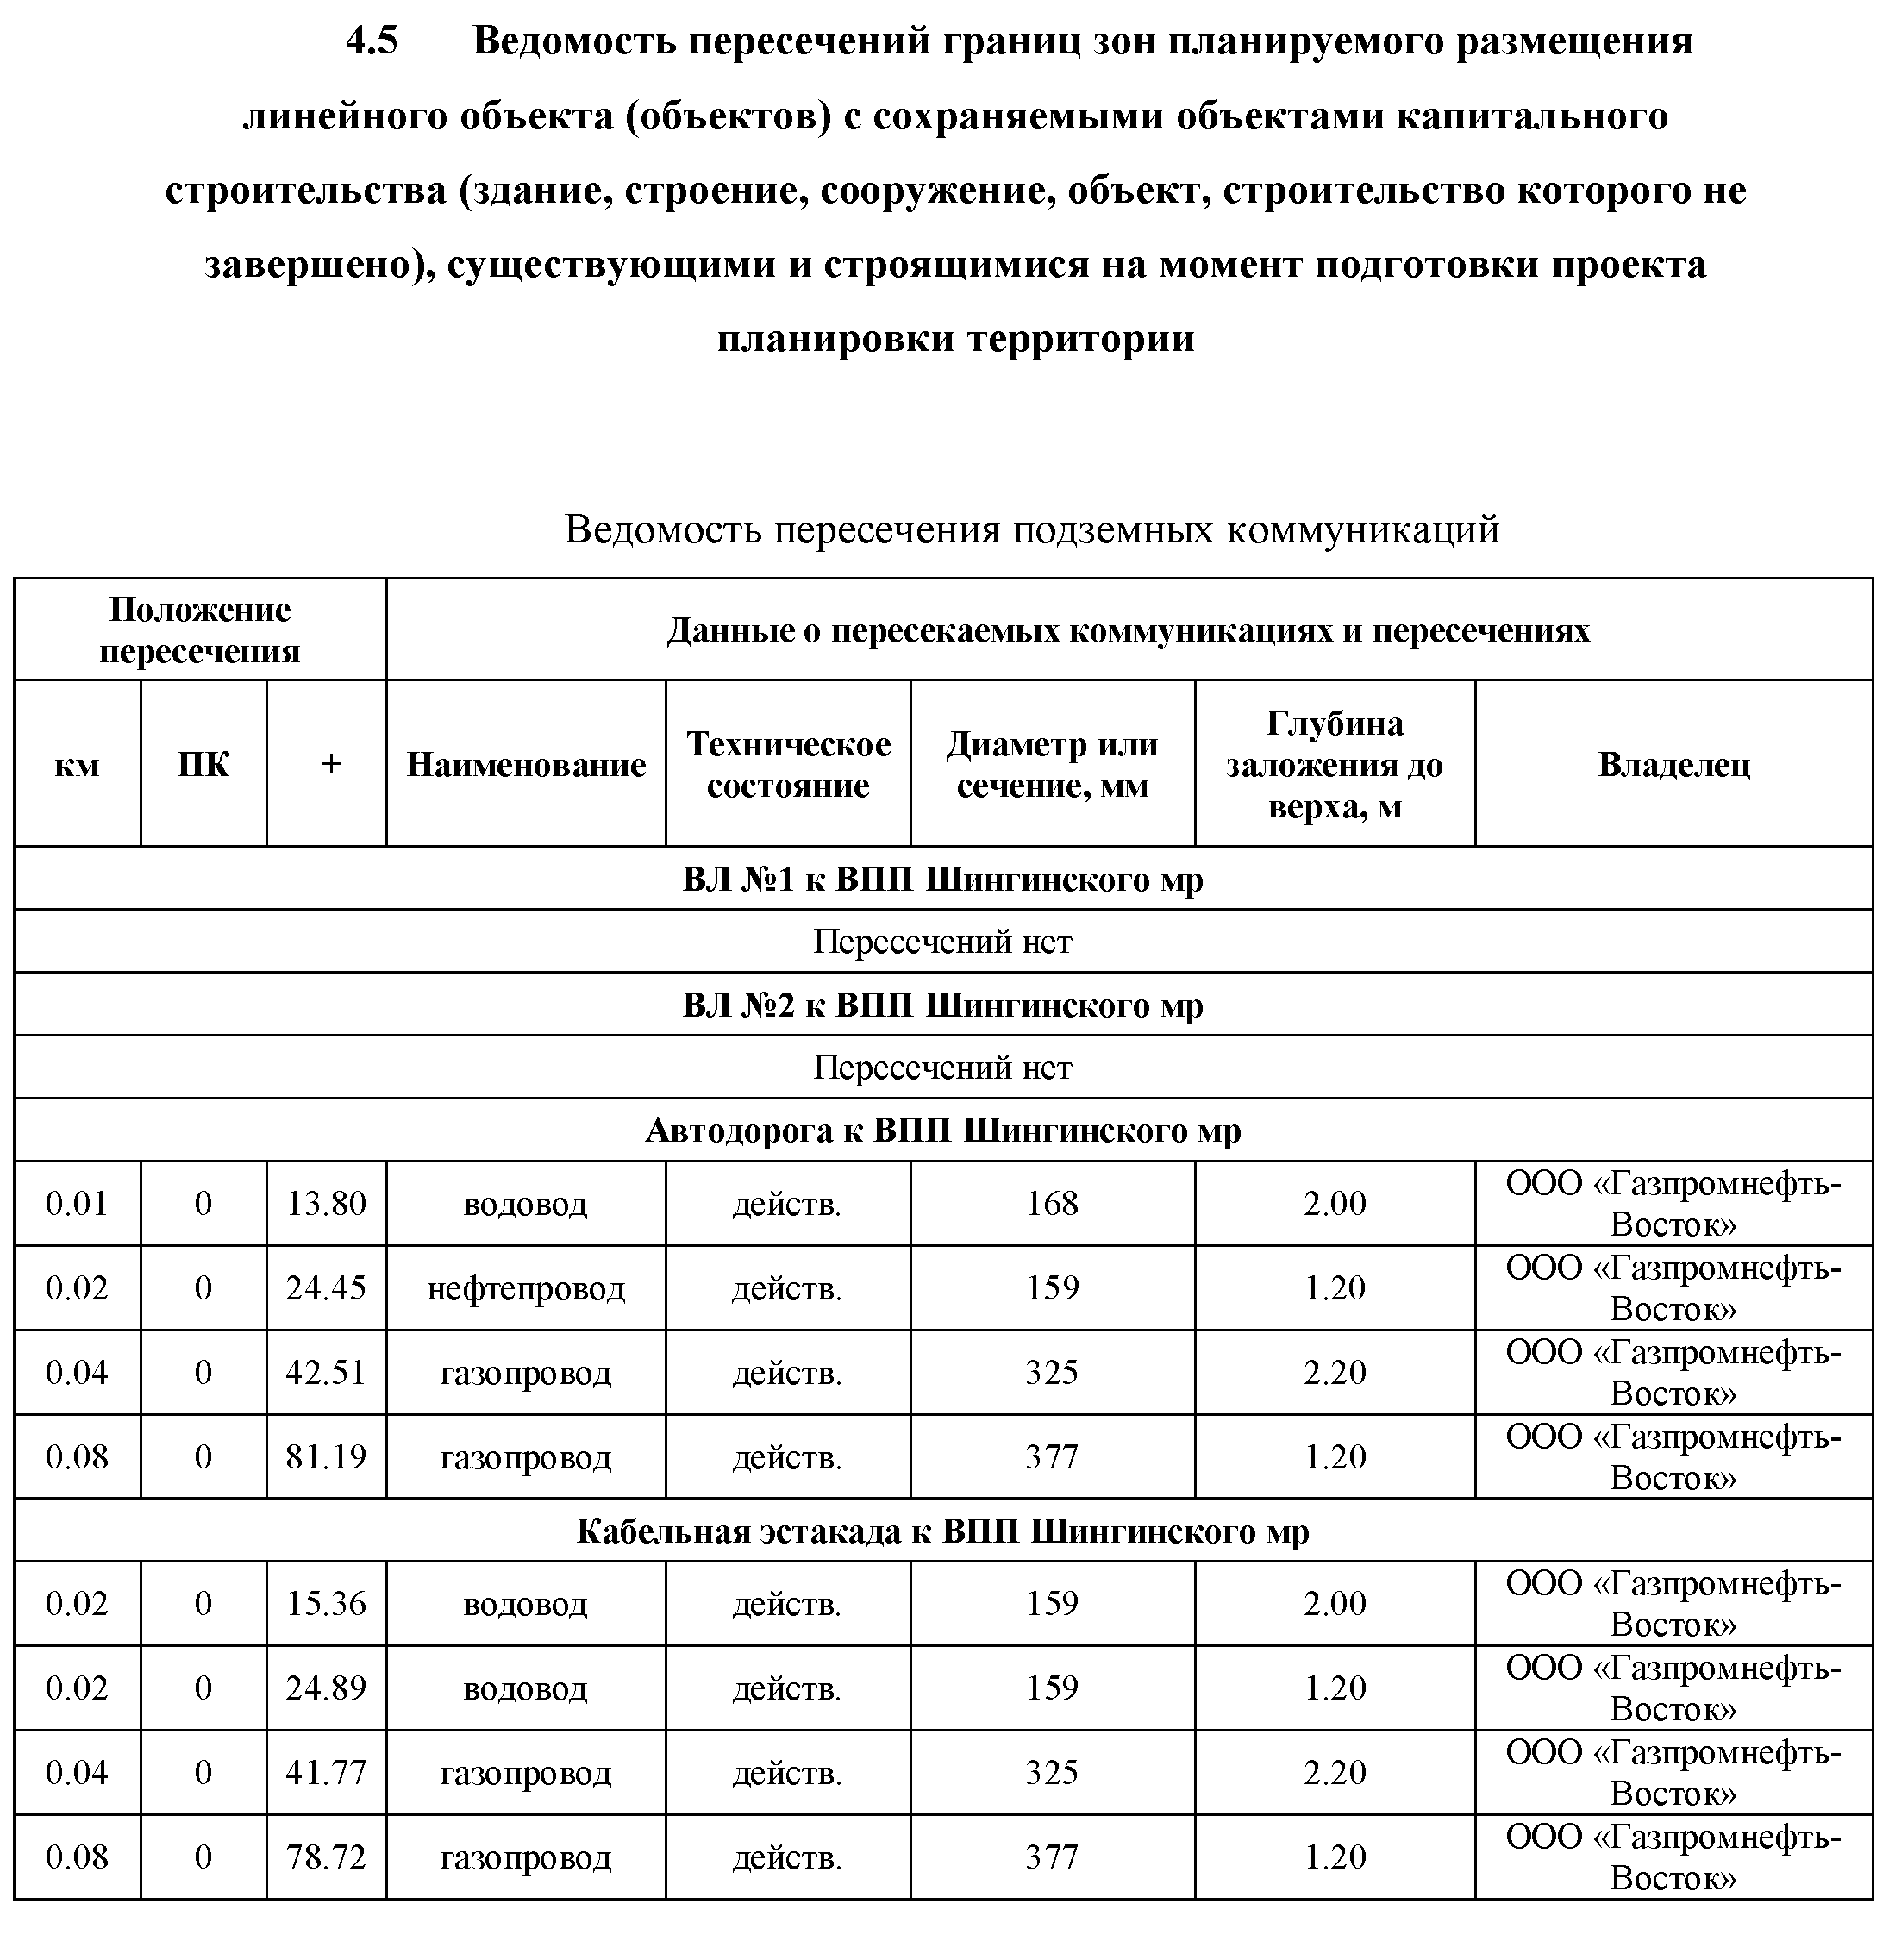 4.5 Ведомость пересечений границ зон планируемого размещения
линейного объекта (объектов) с сохраняемыми объектами капитального
строительства (здание, строение, сооружение, объект, строительство которого не
завершено), существующими и строящимися на момент подготовки проекта
планировки территории
Ведомость пересечения подземных коммуникаций
Положение
пересечения
Данные о пересекаемых коммуникациях и пересечениях
км
ПК
+
Наименование
Техническое
состояние
Диаметр или
сечение, мм
Глубина
заложения до
верха, м
Владелец
ВЛ №1 к ВПП Шингинского мр
Пересечений нет
ВЛ №2 к ВПП Шингинского мр
Пересечений нет
Автодорога к ВПП Шингинского мр
0.01 0 13.80 водовод действ. 168 2.00 ООО «Газпромнефть-
Восток»
0.02 0 24.45 нефтепровод действ. 159 1.20 ООО «Газпромнефть-
Восток»
0.04 0 42.51 газопровод действ. 325 2.20 ООО «Газпромнефть-
Восток»
0.08 0 81.19 газопровод действ. 377 1.20 ООО «Газпромнефть-
Восток»
Кабельная эстакада к ВПП Шингинского мр
0.02 0 15.36 водовод действ. 159 2.00 ООО «Газпромнефть-
Восток»
0.02 0 24.89 водовод действ. 159 1.20 ООО «Газпромнефть-
Восток»
0.04 0 41.77 газопровод действ. 325 2.20 ООО «Газпромнефть-
Восток»
0.08 0 78.72 газопровод действ. 377 1.20 ООО «Газпромнефть-
Восток»